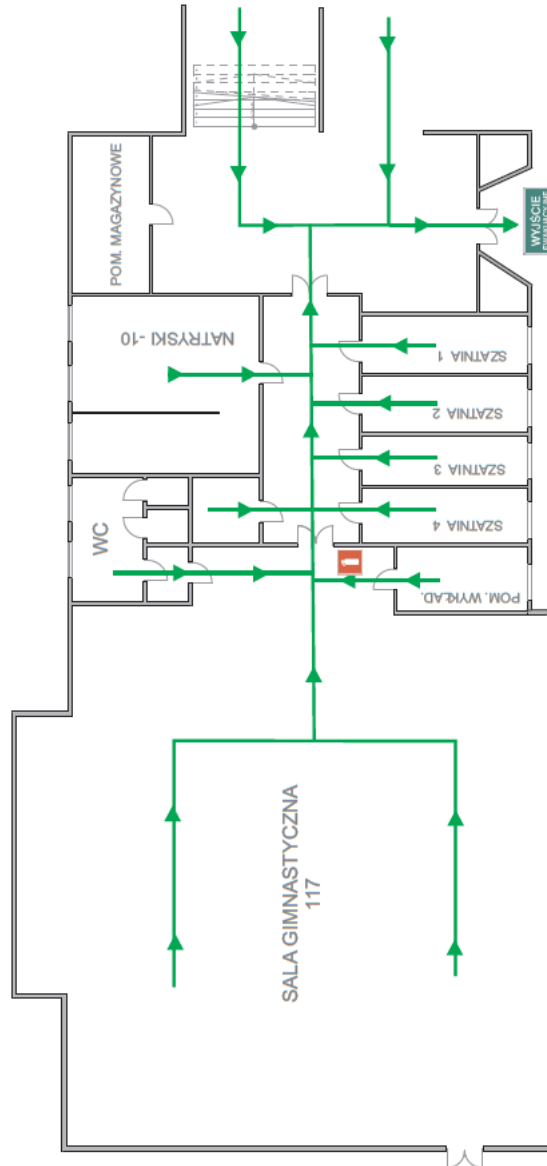 POM. MAGAZYNOWE
WYJŚCIE
EWAKUACYJNE
NATRYSKI -10
SZATNIA 1
SZATNIA 2
SZATNIA 3
SZATNIA 4
WC
POM. WYKŁAD.
SALA GIMNASTYCZNA
117